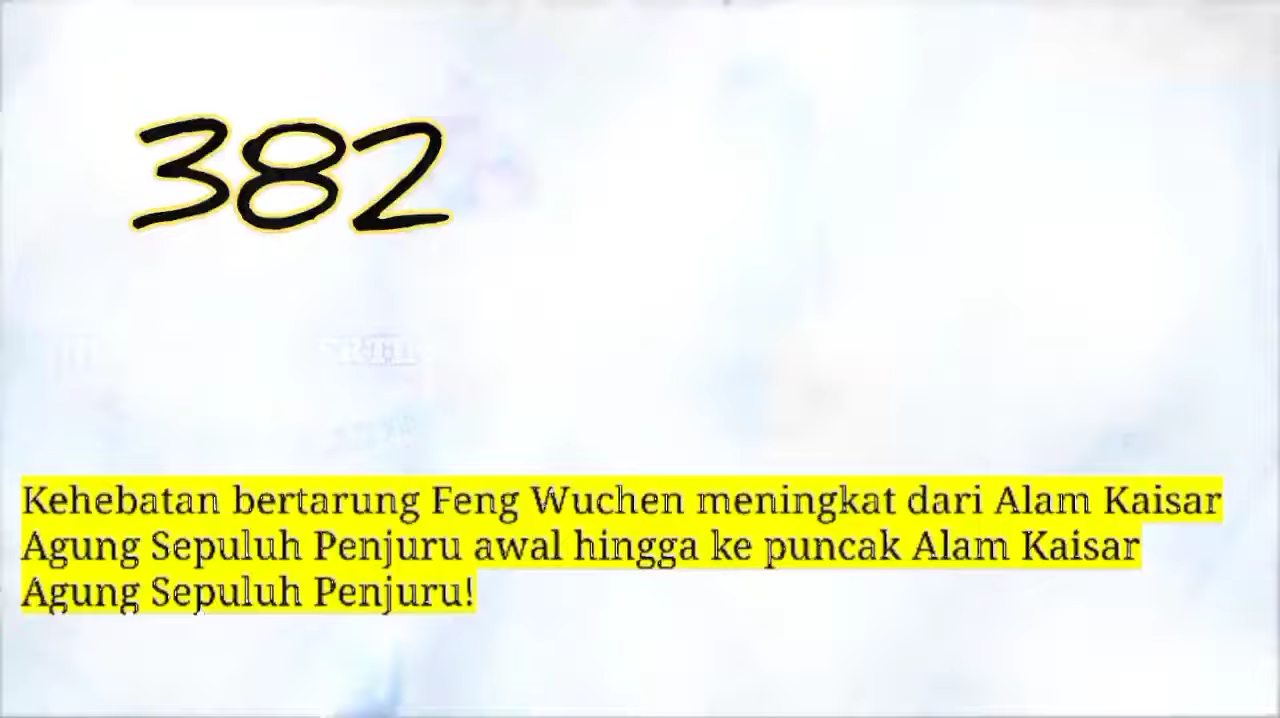 382
Kehebatan bertarung Feng Wuchen meningkat dari Alam Kaisar
Agung Sepuluh Penjuru awal hingga ke puncak Alam Kaisar
Agung Sepuluh Penjuru!